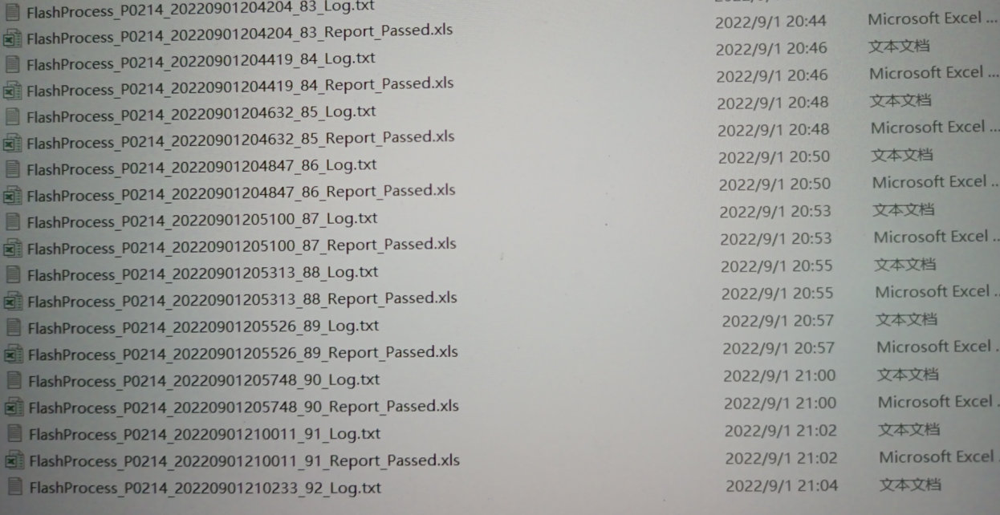 FlashProcess_P0214_20220901204204_83_Log.txt
FlashProcess_P0214_20220901204204_83_Report_Passed.xls 2022/9/1 20:44 Microsoft Excel ...
FlashProcess_P0214_20220901204419_84_Log.txt 2022/9/1 20:46 文本文档
FlashProcess_P0214_20220901204419_84_Report_Passed.xls 2022/9/1 20:46 Microsoft Excel ...
FlashProcess_P0214_20220901204632_85_Log.txt 2022/9/1 20:48 文本文档
FlashProcess_P0214_20220901204632_85_Report_Passed.xls 2022/9/1 20:48 Microsoft Excel ...
FlashProcess_P0214_20220901204847_86_Log.txt 2022/9/1 20:50 文本文档
FlashProcess_P0214_20220901204847_86_Report_Passed.xls 2022/9/1 20:50 Microsoft Excel ..
FlashProcess_P0214_20220901205100_87_Log.txt 2022/9/1 20:53 文本文档
FlashProcess_P0214_20220901205100_87_Report_Passed.xls 2022/9/1 20:53 Microsoft Excel ..
FlashProcess_P0214_20220901205313_88_Log.txt 2022/9/1 20:55 文本文档
FlashProcess_P0214_20220901205313_88_Report_Passed.xls 2022/9/1 20:55 Microsoft Excel .
FlashProcess_P0214_20220901205526_89_Log.txt 2022/9/1 20:57 文本文档
FlashProcess_P0214_20220901205526_89_Report_Passed.xls 2022/9/1 20:57 Microsoft Excel .
FlashProcess_P0214_20220901205748_90_Log.txt 2022/9/1 21:00 文本文档
FlashProcess_P0214_20220901205748_90_Report_Passed.xls 2022/9/1 21:00 Microsoft Excel .
FlashProcess_P0214_20220901210011_91_Log.txt 2022/9/1 21:02 文本文档
FlashProcess_P0214_20220901210011_91_Report_Passed.xls 2022/9/1 21:02 Microsoft Excel .
FlashProcess_P0214_20220901210233_92_Log.txt 2022/9/1 21:04 文本文档